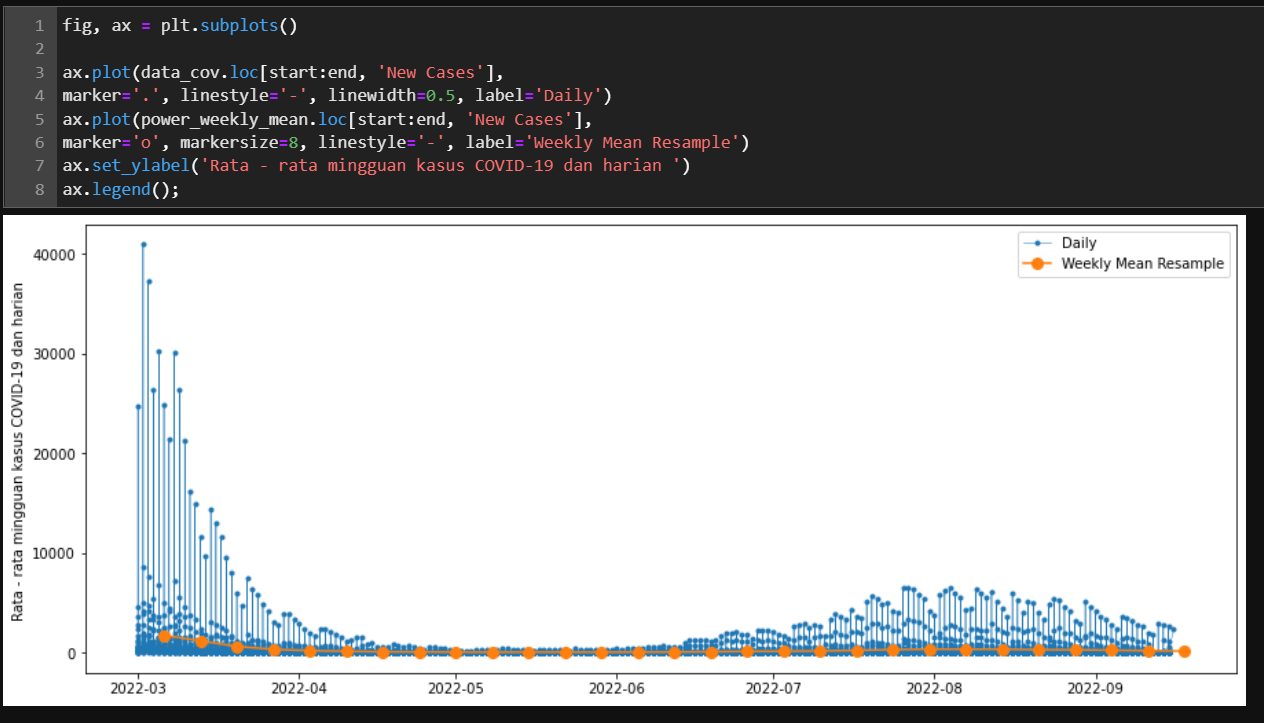 1 fig, ax = plt.subplots()
2
3 ax.plot(data_cov.loc[start:end, 'New Cases'],
4 marker='.', linestyle='-', linewidth=0.5, label='Daily')
5 ax.plot(power_weekly_mean.loc[start:end, 'New Cases'],
6 marker='o', markersize=8, linestyle='-', label='Weekly Mean Resample')
7 ax.set_ylabel('Rata - rata mingguan kasus COVID-19 dan harian ')
8 ax.legend();
Daily
Weekly Mean Resample
Rata - rata mingguan kasus COVID-19 dan harian
40000
30000
20000
10000
0
2022-03 2022-04 2022-05 2022-06 2022-07 2022-08 2022-09